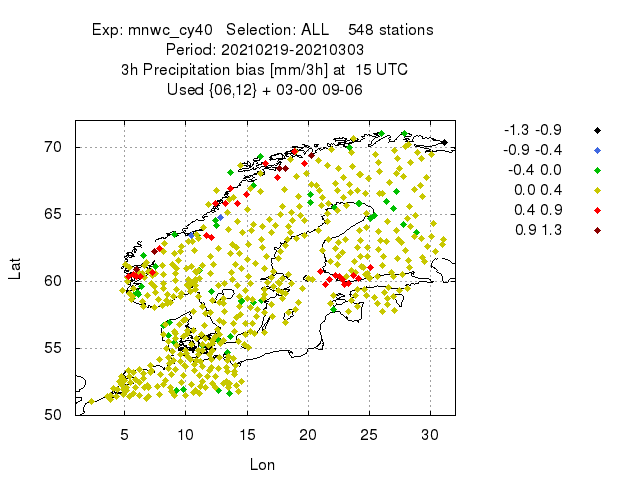 Exp: mnwc_cy40 Selection: ALL 548 stations
Period: 20210219-20210303
3h Precipitation bias [mm/3h] at 15 UTC
Used {06,12} + 03-00 09-06
-1.3 -0.9
-0.9 -0.4
-0.4 0.0
0.0 0.4
0.4 0.9
0.9 1.3
70
65
60
55
50
Lat
5 10 15 20 25 30
Lon